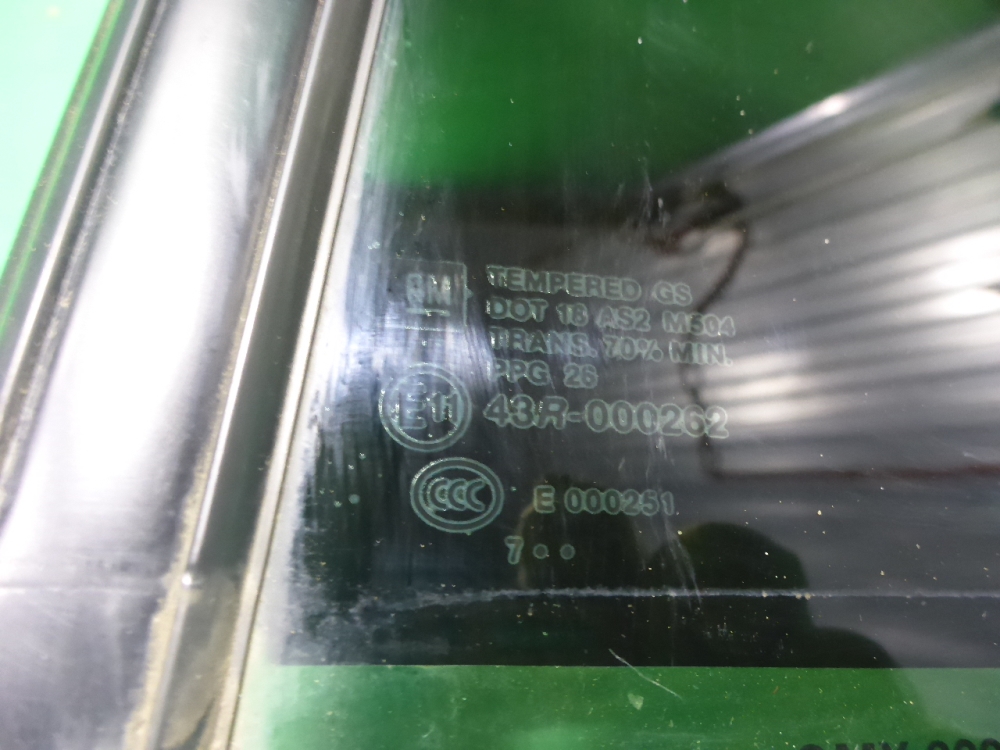 GM
TEMPERED GS
DOT 18 AS2 M504
TRANS. 70% MIN.
PPG 26
E11 43R-000262
CCC E 000251
7 • •